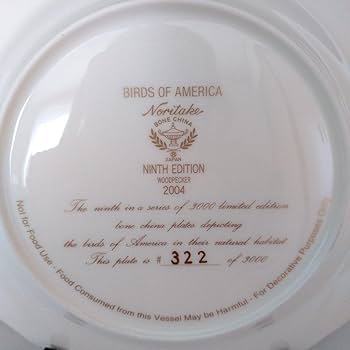 BIRDS OF AMERICA
Noritake
BONE CHINA
JAPAN
NINTH EDITION
WOODPECKER
2004
The ninth in a series of 3000 limited edition
bone china plates depicting
the birds of America in their natural habitat
This plate is # 322 of 3000
Not for Food Use - Food Consumed from this Vessel May be Harmful - For Decorative Purposes Only